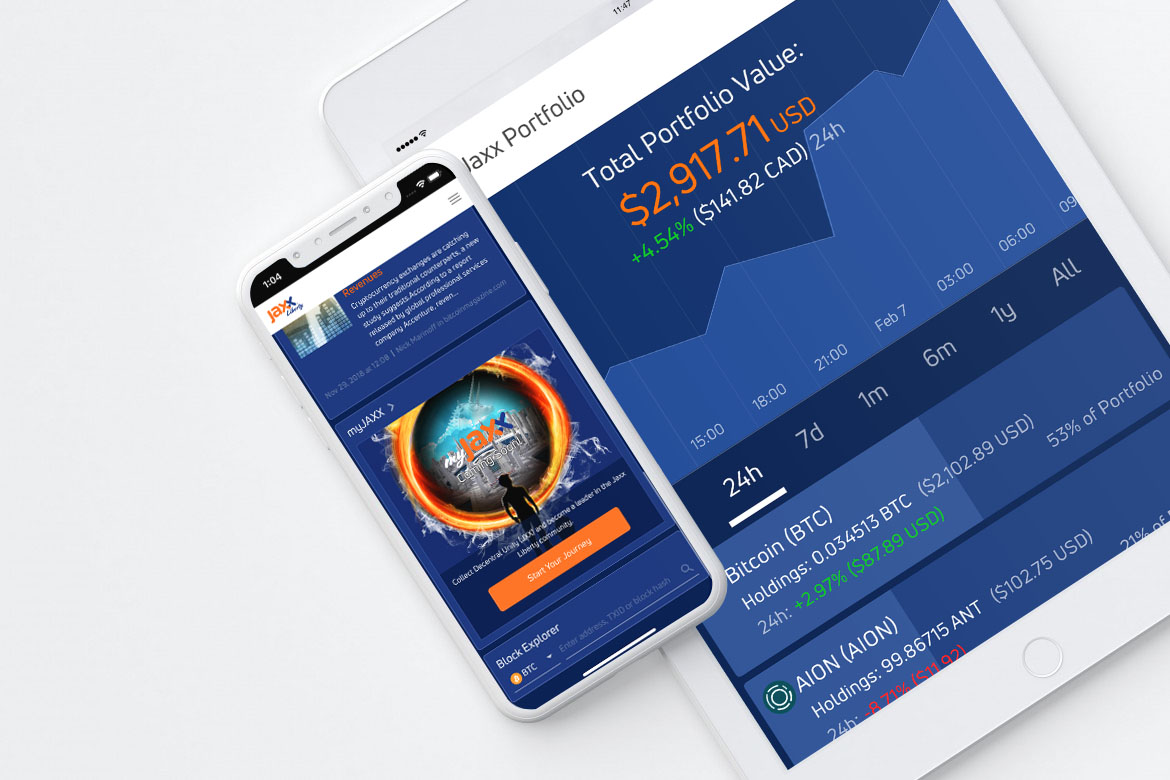 11:47
Jaxx Portfolio
Total Portfolio Value:
$2,917.71 USD
+4.54% ($141.82 CAD) 24h
15:00
18:00
21:00
Feb 7
03:00
06:00
09
24h
7d
1m
6m
1y
All
Bitcoin (BTC)
Holdings: 0.034513 BTC ($2,102.89 USD)
24h: +2.97% ($87.89 USD)
53% of Portfolio
AION (AION)
Holdings: 99.86715 ANT ($102.75 USD)
24h: -8.71% ($11.92)
21% of
1:04
Jaxx
Liberty
Revenues
Cryptocurrency exchanges are catching
up to their traditional counterparts, a new
study suggests.According to a report
released by global professional services
company Accenture, reven...
Nov 29, 2018 at 12:08 | Nick Marinoff in bitcoinmagazine.com
myJAXX >
my Jaxx
Coming Soon!
Collect Decentral Unity (JXX) and become a leader in the Jaxx
Liberty community.
Start Your Journey
Block Explorer
BTC
Enter address, TXID or block hash